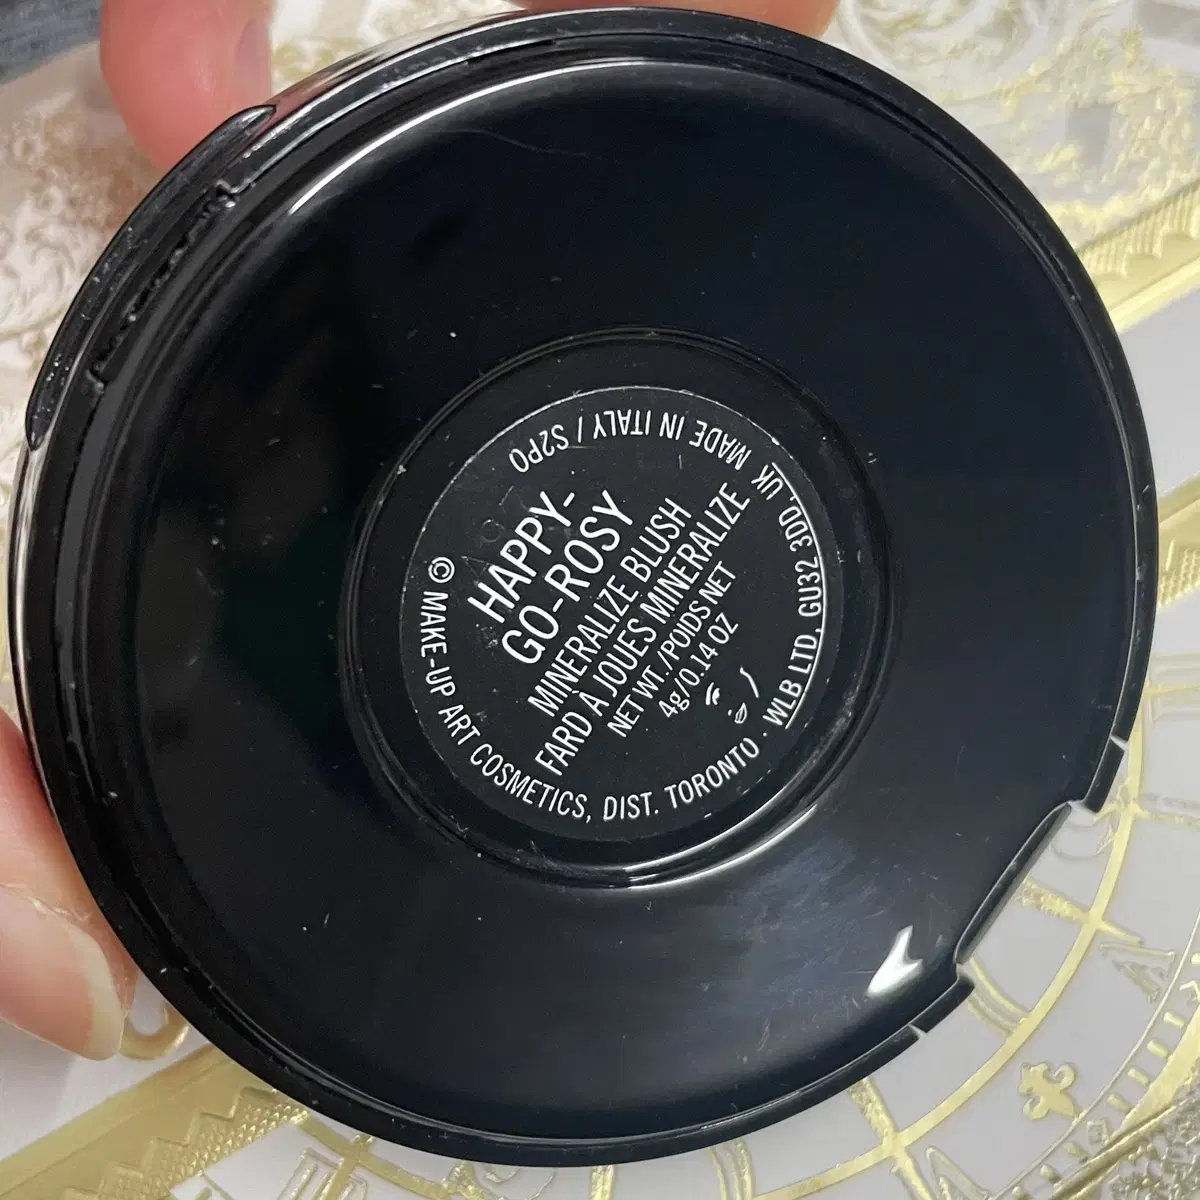 HAPPY-
GO-ROSY
MINERALIZE BLUSH
FARD À JOUES MINERALIZE
NET WT./POIDS NET
4g/0.14 OZ
© MAKE-UP ART COSMETICS, DIST. TORONTO · WLB LTD, GU32 3DD, UK MADE IN ITALY / S2P0